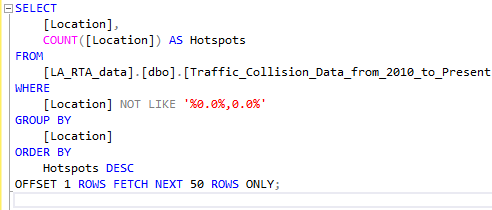 SELECT
[Location],
COUNT([Location]) AS Hotspots
FROM
[LA_RTA_data].[dbo].[Traffic_Collision_Data_from_2010_to_Present
WHERE
[Location] NOT LIKE '%0.0%,0.0%'
GROUP BY
[Location]
ORDER BY
Hotspots DESC
OFFSET 1 ROWS FETCH NEXT 50 ROWS ONLY;